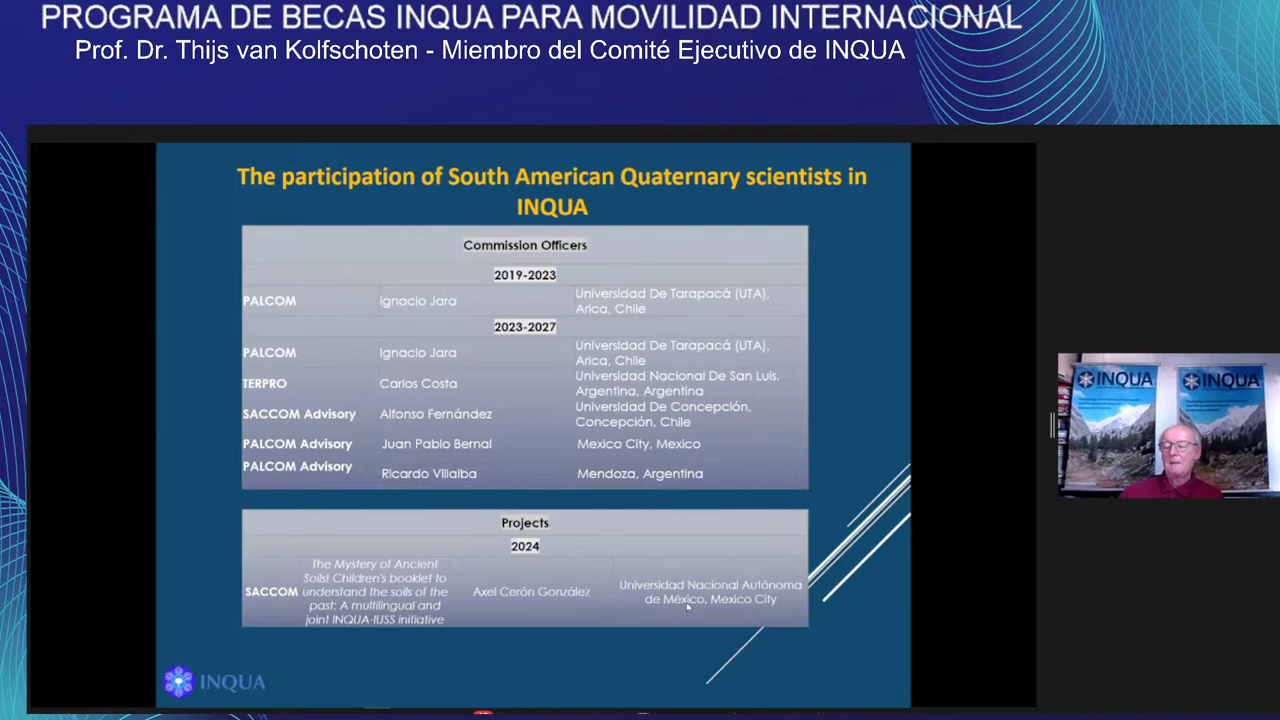 PROGRAMA DE BECAS INQUA PARA MOVILIDAD INTERNACIONAL
Prof. Dr. Thijs van Kolfschoten - Miembro del Comité Ejecutivo de INQUA
The participation of South American Quaternary scientists in
INQUA
Commission Officers
2019-2023
PALCOM Ignacio Jara Universidad De Tarapacá (UTA),
Arica, Chile
2023-2027
PALCOM Ignacio Jara Universidad De Tarapacá (UTA),
Arica, Chile
TERPRO Carlos Costa Universidad Nacional De San Luis,
Argentina, Argentina
SACCOM Advisory Alfonso Fernández Universidad De Concepción,
Concepción, Chile
PALCOM Advisory Juan Pablo Bernal Mexico City, Mexico
PALCOM Advisory Ricardo Villalba Mendoza, Argentina
Projects
2024
SACCOM
The Mystery of Ancient
Soils! Children's booklet to
understand the soils of the
past: A multilingual and
joint INQUA-IUSS initiative
Axel Cerón González
Universidad Nacional Autónoma
de México, Mexico City
INQUA
INQUA
INQUA